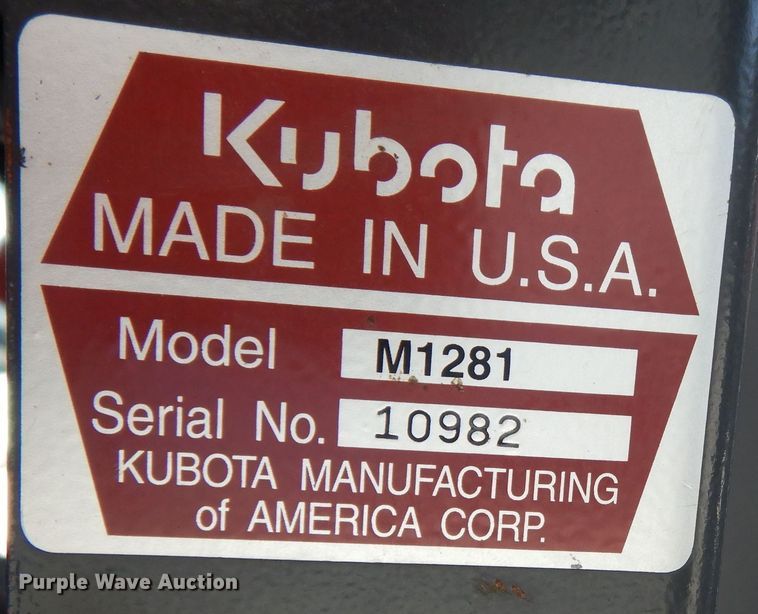 Kubota
MADE IN U.S.A.
Model M1281
Serial No. 10982
KUBOTA MANUFACTURING
of AMERICA CORP.
Purple Wave Auction